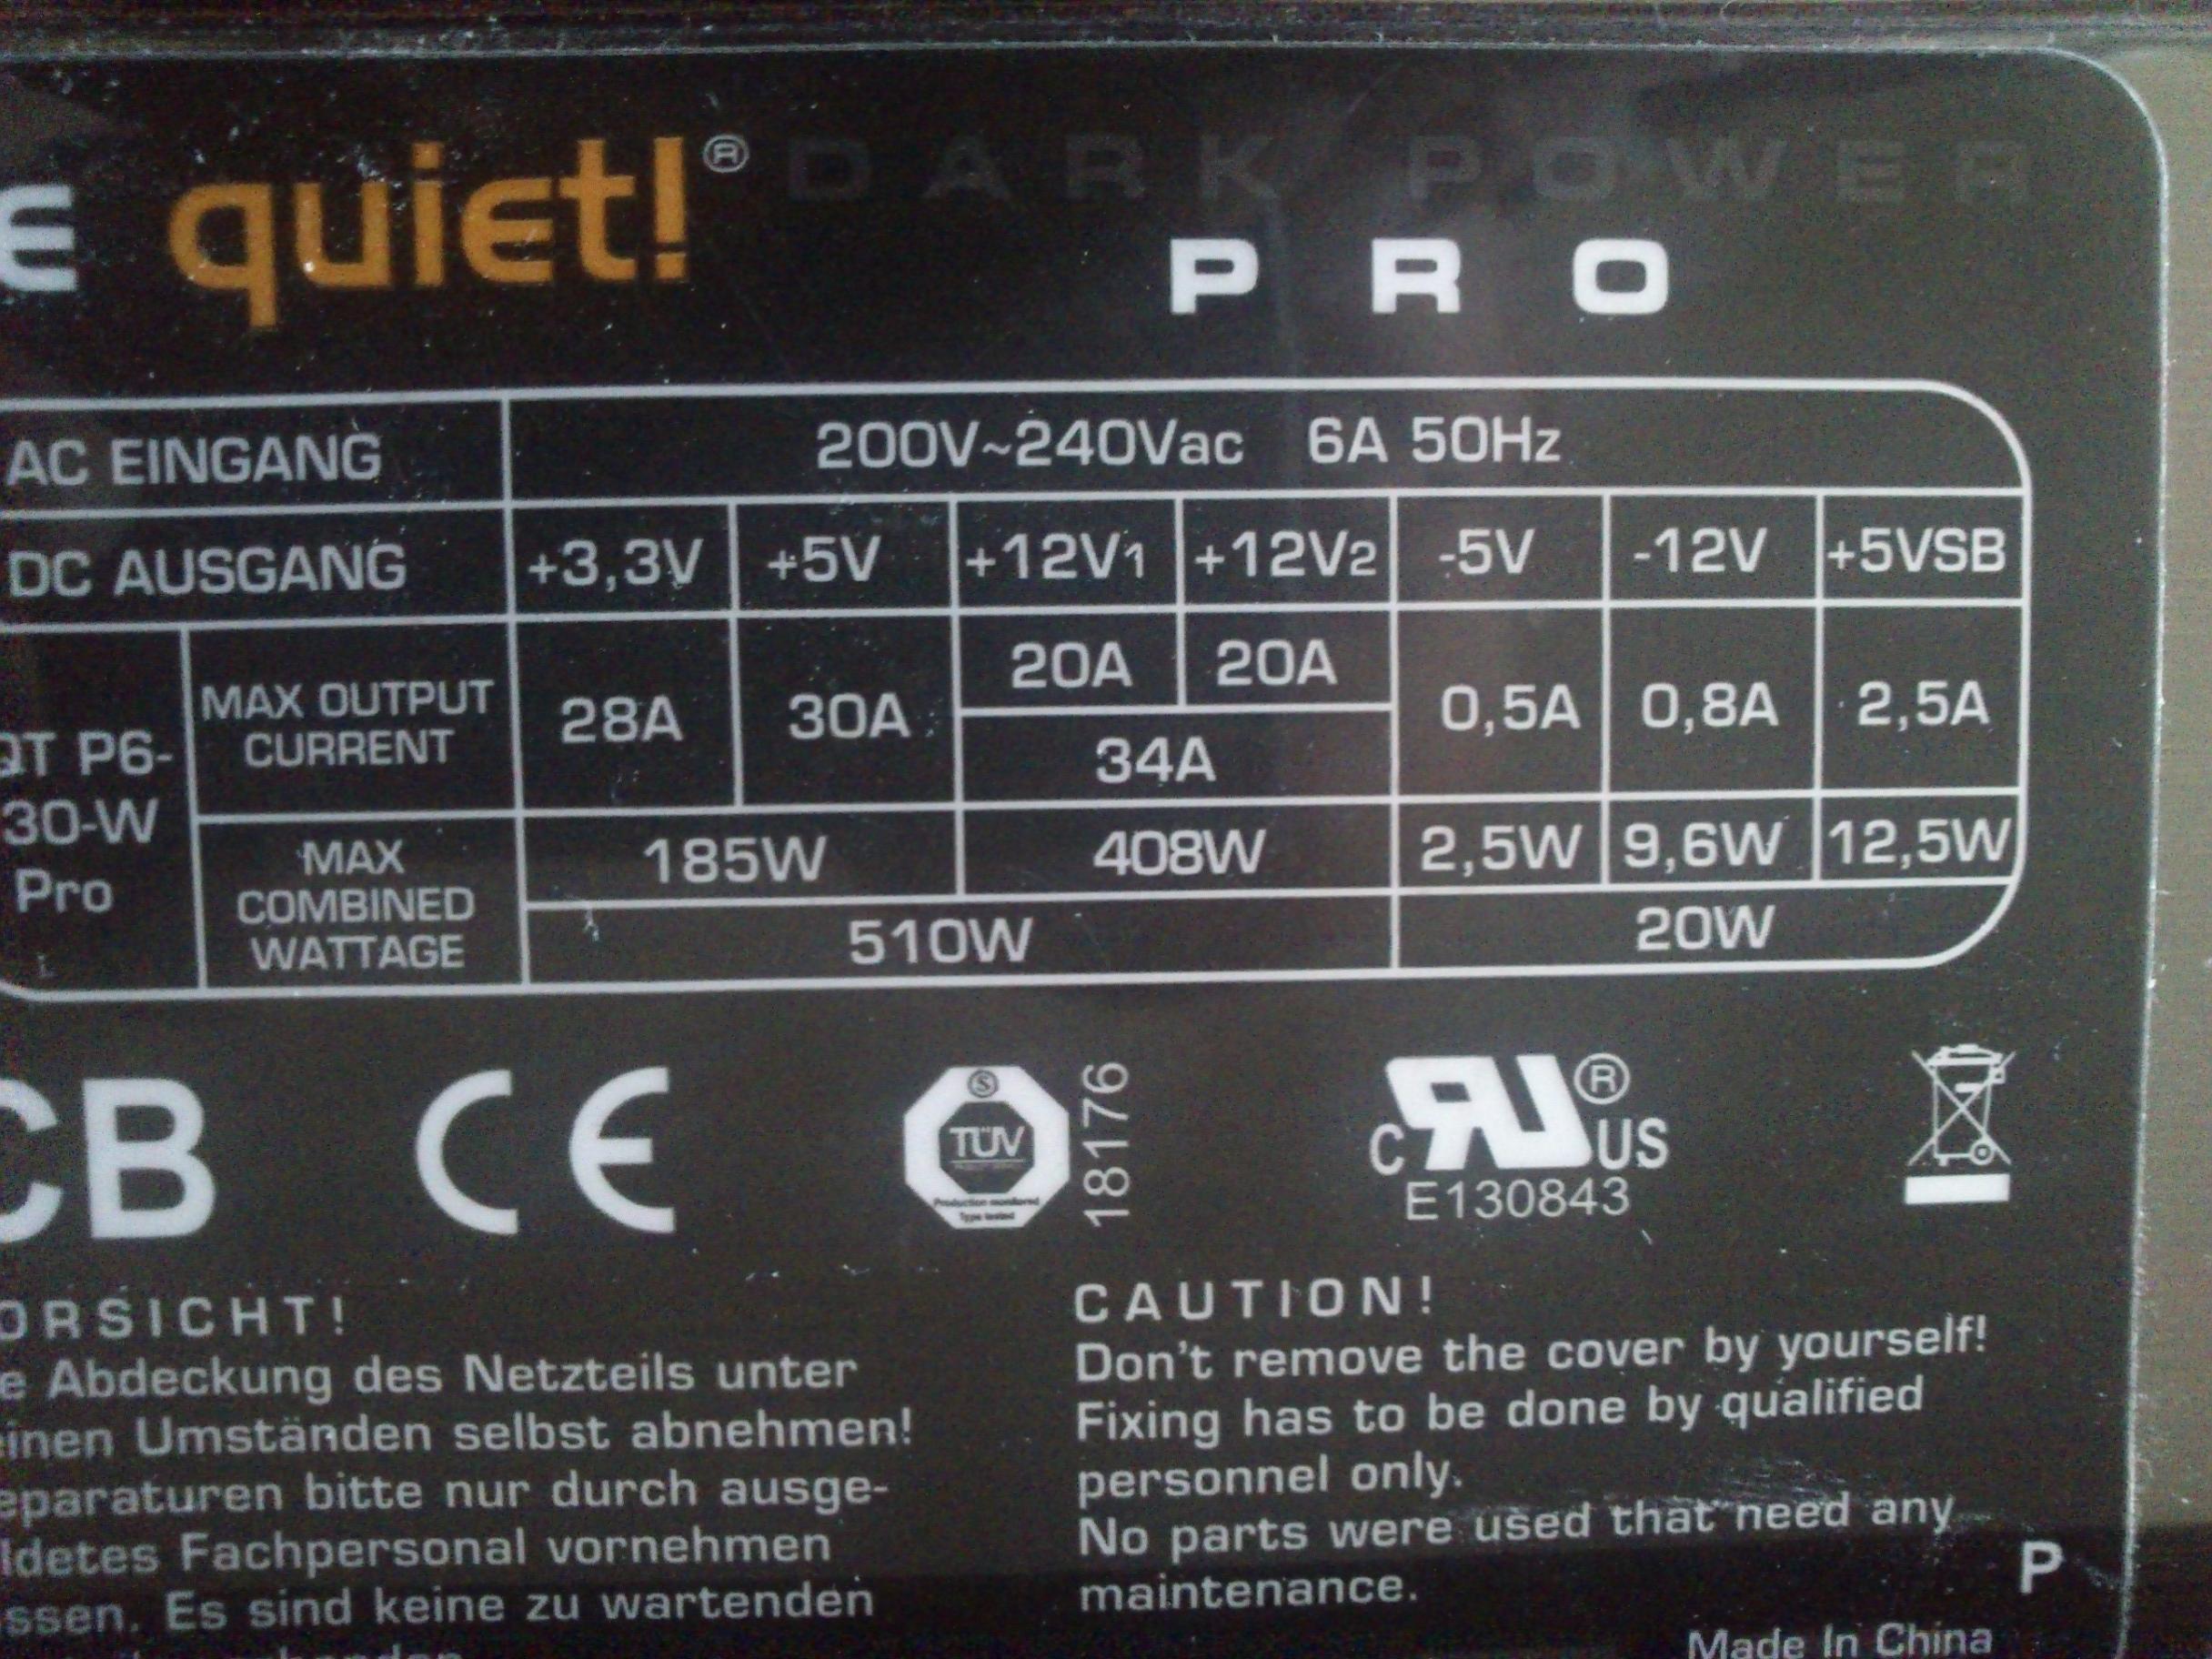 E quiet!® DARK POWER
PRO
AC EINGANG 200V~240Vac 6A 50Hz
DC AUSGANG +3,3V +5V +12V1 +12V2 -5V -12V +5VSB
QT P6-
30-W
Pro
MAX OUTPUT
CURRENT
28A 30A 20A 20A 0,5A 0,8A 2,5A
34A
MAX
COMBINED
WATTAGE
185W 408W 2,5W 9,6W 12,5W
510W 20W
CB CE
TÜV
Production monitored
Type tested
18176
C RU® US
E130843
ORSICHT!
e Abdeckung des Netzteils unter
einen Umständen selbst abnehmen!
eparaturen bitte nur durch ausge-
ldetes Fachpersonal vornehmen
ssen. Es sind keine zu wartenden
CAUTION!
Don't remove the cover by yourself!
Fixing has to be done by qualified
personnel only.
No parts were used that need any
maintenance.
P
Made In China